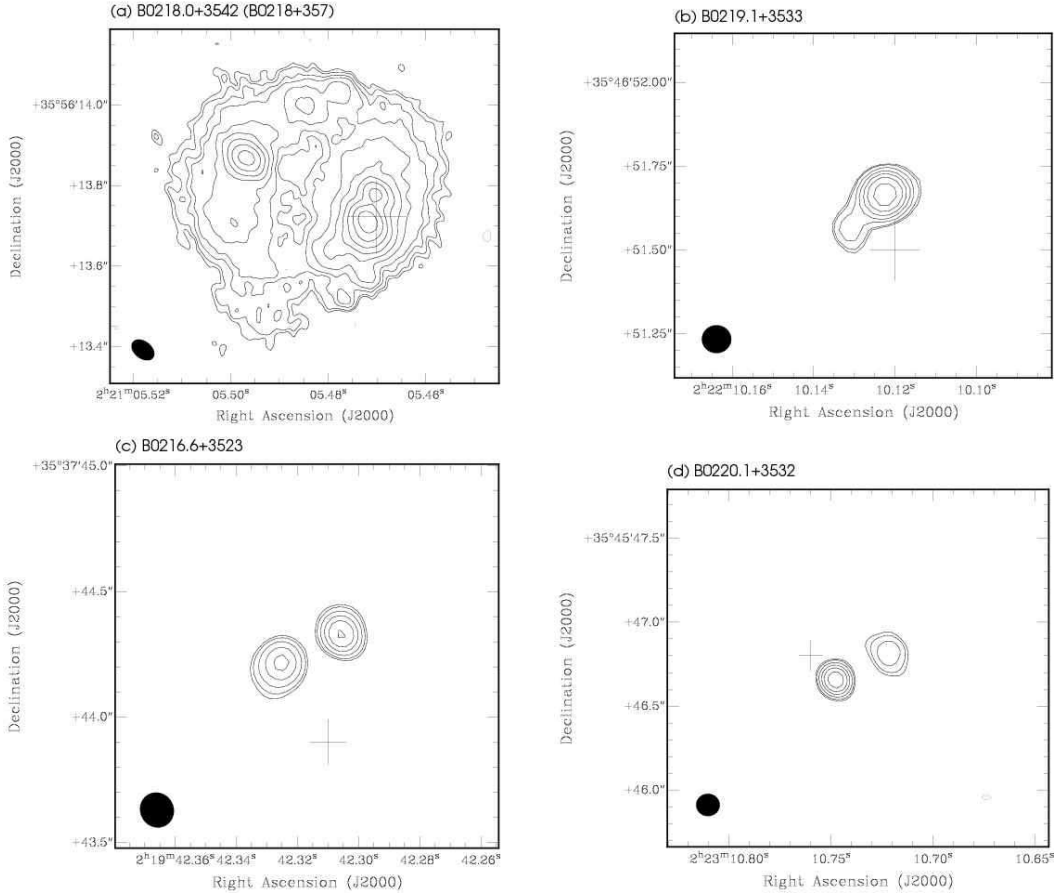 (a) B0218.0+3542 (B0218+357)
Declination (J2000)
+35°56'14.0"
+13.8"
+13.6"
+13.4"
2ʰ21ᵐ05.52ˢ 05.50ˢ 05.48ˢ 05.46ˢ
Right Ascension (J2000)
(b) B0219.1+3533
Declination (J2000)
+35°46'52.00"
+51.75"
+51.50"
+51.25"
2ʰ22ᵐ10.16ˢ 10.14ˢ 10.12ˢ 10.10ˢ
Right Ascension (J2000)
(c) B0216.6+3523
Declination (J2000)
+35°37'45.0"
+44.5"
+44.0"
+43.5"
2ʰ19ᵐ42.36ˢ 42.34ˢ 42.32ˢ 42.30ˢ 42.28ˢ 42.26ˢ
Right Ascension (J2000)
(d) B0220.1+3532
Declination (J2000)
+35°45'47.5"
+47.0"
+46.5"
+46.0"
2ʰ23ᵐ10.80ˢ 10.75ˢ 10.70ˢ 10.65ˢ
Right Ascension (J2000)